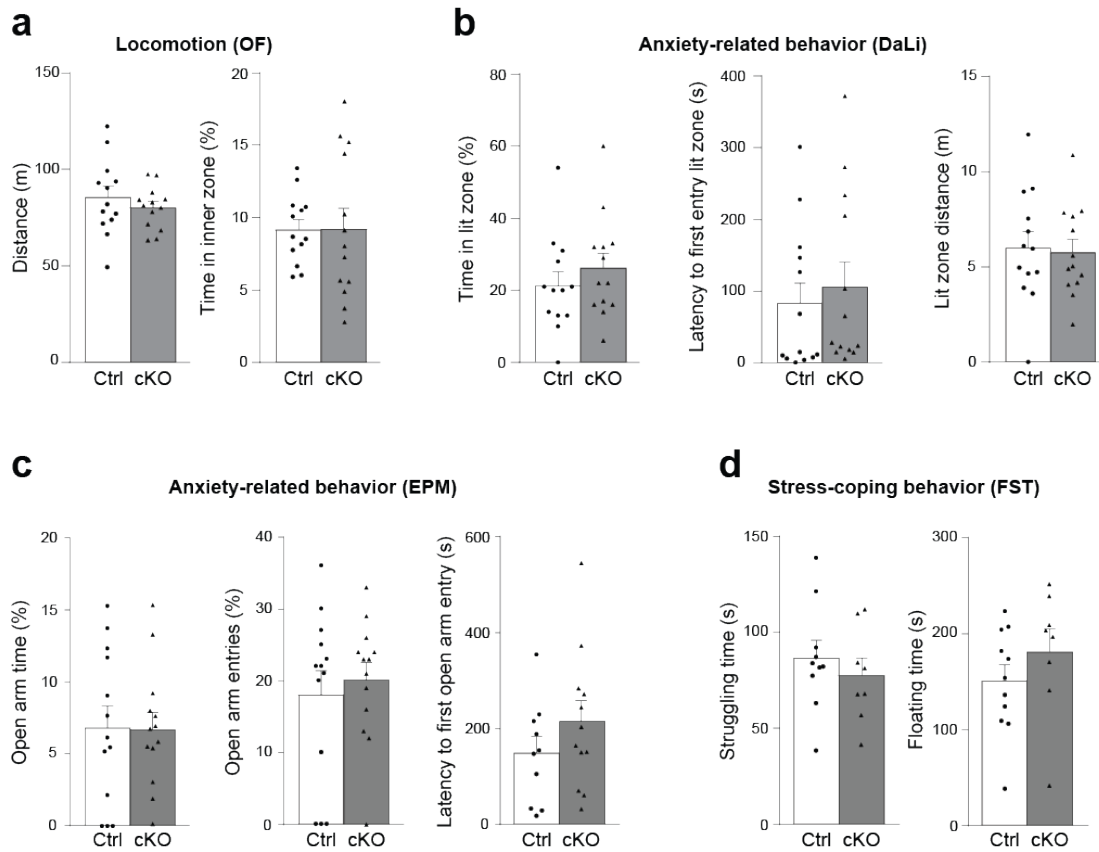 a
Locomotion (OF)
Distance (m)
150
100
50
0
Ctrl cKO
Time in inner zone (%)
20
15
10
5
0
Ctrl cKO
b
Anxiety-related behavior (DaLi)
Time in lit zone (%)
80
60
40
20
0
Ctrl cKO
Latency to first entry lit zone (s)
400
300
200
100
0
Ctrl cKO
Lit zone distance (m)
15
10
5
0
Ctrl cKO
c
Anxiety-related behavior (EPM)
Open arm time (%)
20
15
10
5
0
Ctrl cKO
Open arm entries (%)
40
30
20
10
0
Ctrl cKO
Latency to first open arm entry (s)
600
400
200
0
Ctrl cKO
d
Stress-coping behavior (FST)
Struggling time (s)
150
100
50
0
Ctrl cKO
Floating time (s)
300
200
100
0
Ctrl cKO